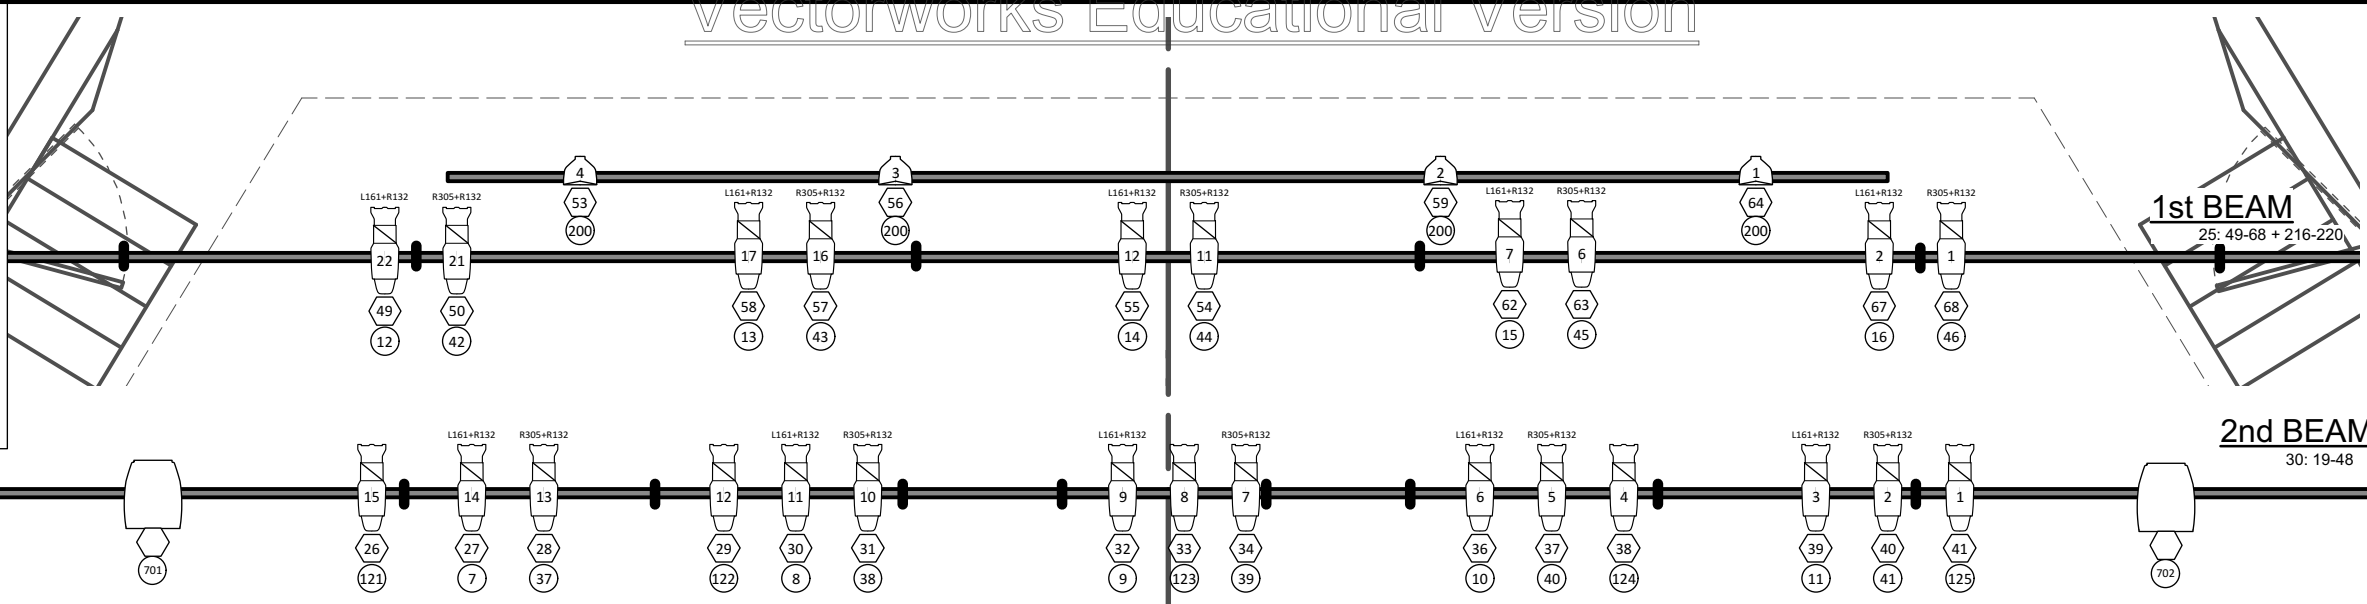 Vectorworks Educational Version
4 3 2 1
53 56 59 64
200 200 200 200
L161+R132 R305+R132 L161+R132 R305+R132 L161+R132 R305+R132 L161+R132 R305+R132 L161+R132 R305+R132
1st BEAM
25: 49-68 + 216-220
22 21 17 16 12 11 7 6 2 1
49 50 58 57 55 54 62 63 67 68
12 42 13 43 14 44 15 45 16 46
2nd BEAM
30: 19-48
L161+R132 R305+R132 L161+R132 R305+R132 L161+R132 R305+R132 L161+R132 R305+R132 L161+R132 R305+R132
15 14 13 12 11 10 9 8 7 6 5 4 3 2 1
26 27 28 29 30 31 32 33 34 36 37 38 39 40 41
701 121 7 37 122 8 38 9 123 39 10 40 124 11 41 125 702